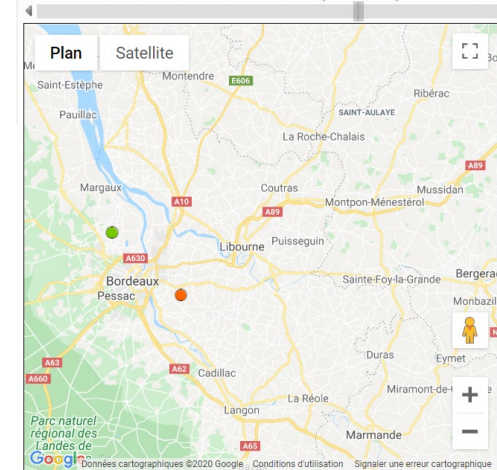 Plan
Satellite
Saint-Estèphe
Montendre
E606
Ribérac
Pauillac
SAINT-AULAYE
La Roche-Chalais
A89
Margaux
Coutras
Mussidan
A10
Montpon-Ménestérol
A89
Libourne
Puisseguin
A630
Bordeaux
Sainte-Foy-la-Grande
Bergerac
Pessac
Monbazil
Duras
Eymet
A63
A62
Cadillac
A660
La Réole
Miramont-de-
Langon
Parc naturel
régional des
Landes de
Marmande
A65
Google
Données cartographiques ©2020 Google
Conditions d'utilisation
Signaler une erreur cartographique